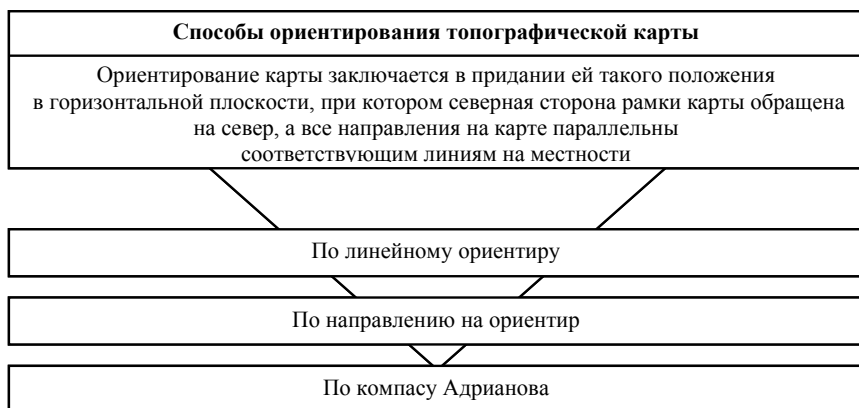 Способы ориентирования топографической карты
Ориентирование карты заключается в придании ей такого положения
в горизонтальной плоскости, при котором северная сторона рамки карты обращена
на север, а все направления на карте параллельны
соответствующим линиям на местности
По линейному ориентиру
По направлению на ориентир
По компасу Адрианова